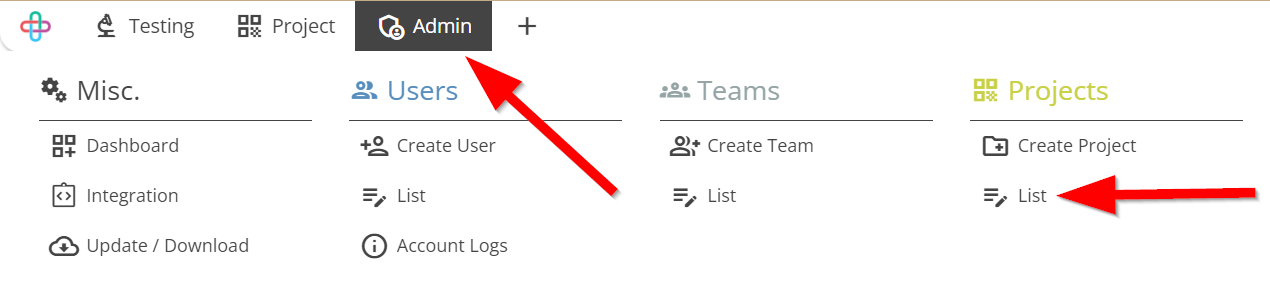 Testing Project Admin +
Misc. Users Teams Projects
Dashboard Create User Create Team Create Project
Integration List List List
Update / Download Account Logs